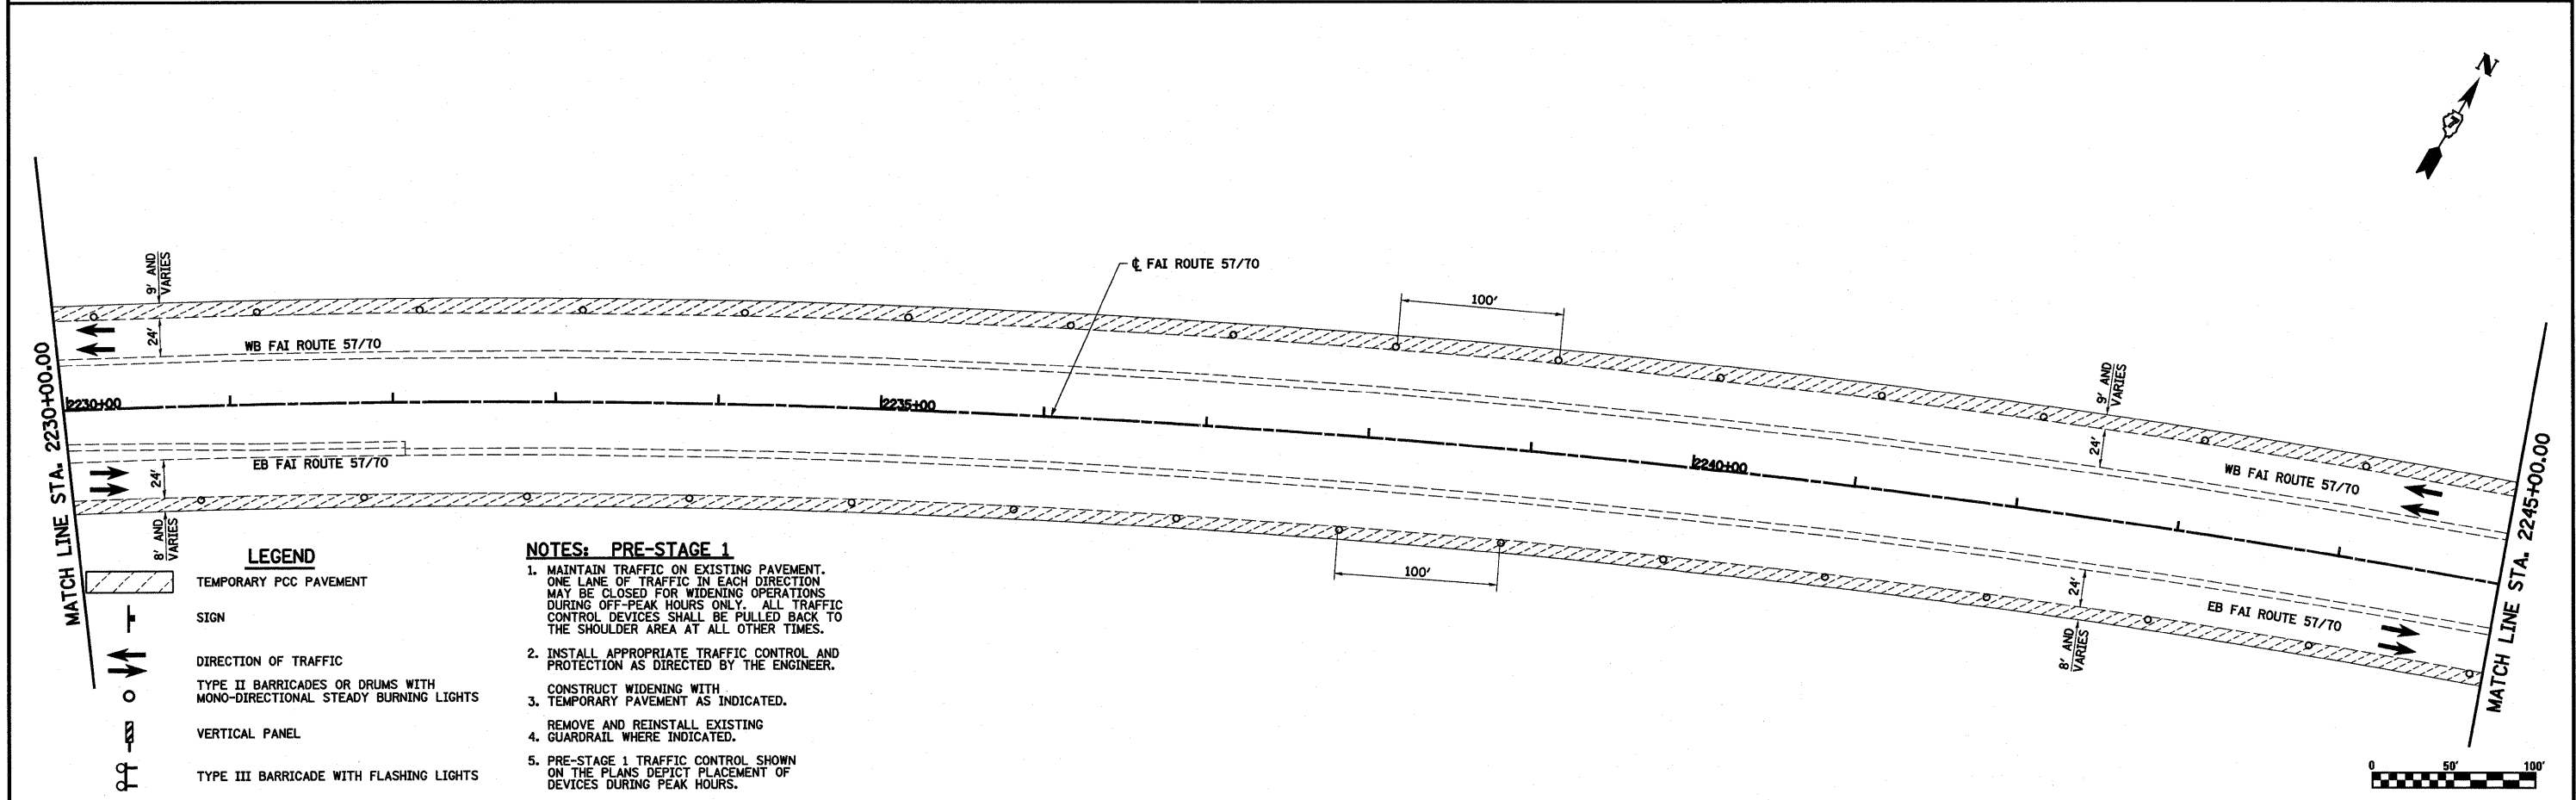 N
7
9' AND
VARIES
24'
WB FAI ROUTE 57/70
℄ FAI ROUTE 57/70
100'
2230+00
2235+00
2240+00
EB FAI ROUTE 57/70
24'
8' AND
VARIES
MATCH LINE STA. 2230+00.00
9' AND
VARIES
24'
WB FAI ROUTE 57/70
100'
24'
EB FAI ROUTE 57/70
8' AND
VARIES
MATCH LINE STA. 2245+00.00
LEGEND
TEMPORARY PCC PAVEMENT
SIGN
DIRECTION OF TRAFFIC
TYPE II BARRICADES OR DRUMS WITH
MONO-DIRECTIONAL STEADY BURNING LIGHTS
VERTICAL PANEL
TYPE III BARRICADE WITH FLASHING LIGHTS
NOTES: PRE-STAGE 1
1. MAINTAIN TRAFFIC ON EXISTING PAVEMENT.
ONE LANE OF TRAFFIC IN EACH DIRECTION
MAY BE CLOSED FOR WIDENING OPERATIONS
DURING OFF-PEAK HOURS ONLY. ALL TRAFFIC
CONTROL DEVICES SHALL BE PULLED BACK TO
THE SHOULDER AREA AT ALL OTHER TIMES.
2. INSTALL APPROPRIATE TRAFFIC CONTROL AND
PROTECTION AS DIRECTED BY THE ENGINEER.
CONSTRUCT WIDENING WITH
3. TEMPORARY PAVEMENT AS INDICATED.
REMOVE AND REINSTALL EXISTING
4. GUARDRAIL WHERE INDICATED.
5. PRE-STAGE 1 TRAFFIC CONTROL SHOWN
ON THE PLANS DEPICT PLACEMENT OF
DEVICES DURING PEAK HOURS.
0 50' 100'